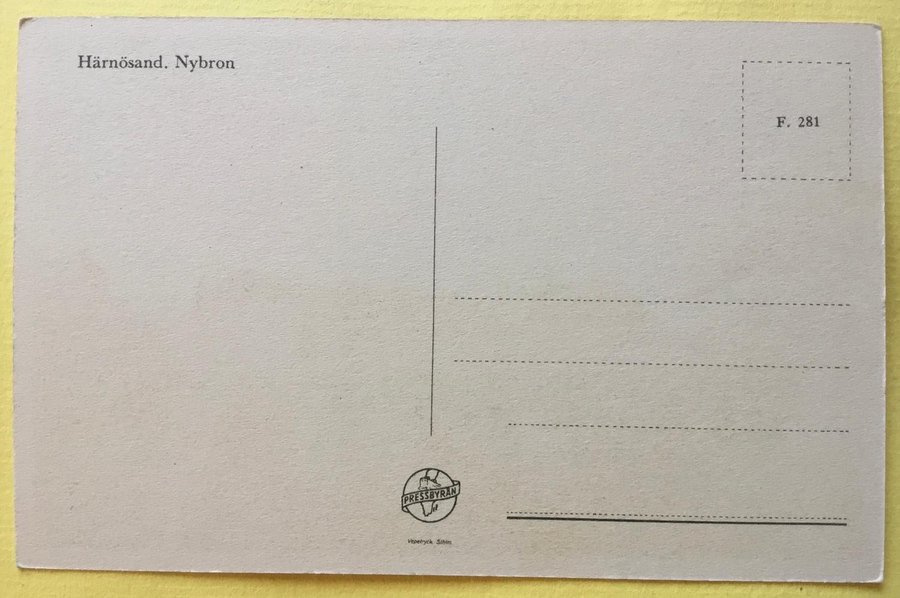 Härnösand. Nybron
F. 281
PRESSBYRÅN